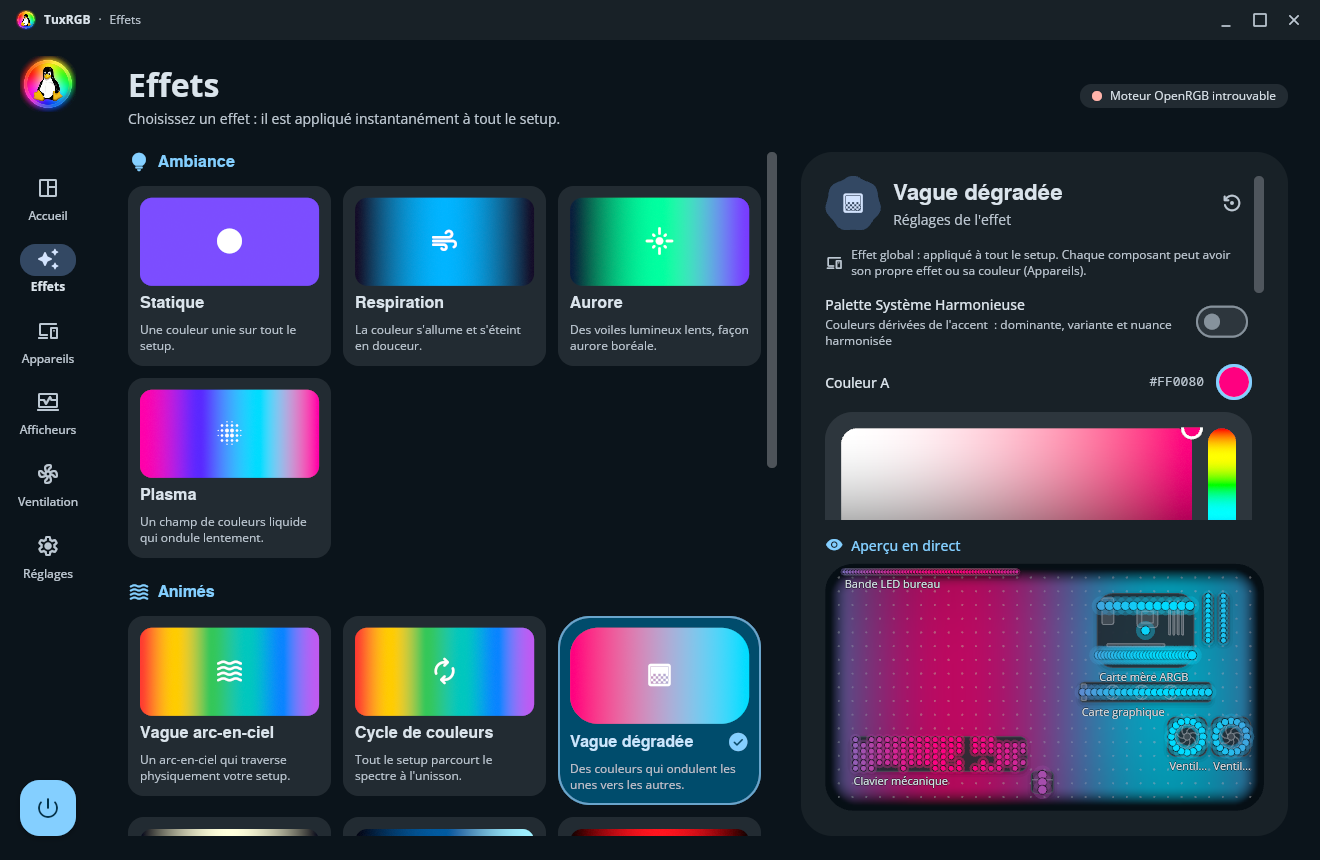 TuxRGB · Effets
Effets
Choisissez un effet : il est appliqué instantanément à tout le setup.
Moteur OpenRGB introuvable
Accueil
Effets
Appareils
Afficheurs
Ventilation
Réglages
Ambiance
Statique
Une couleur unie sur tout le
setup.
Respiration
La couleur s'allume et s'éteint
en douceur.
Aurore
Des voiles lumineux lents, façon
aurore boréale.
Plasma
Un champ de couleurs liquide
qui ondule lentement.
Animés
Vague arc-en-ciel
Un arc-en-ciel qui traverse
physiquement votre setup.
Cycle de couleurs
Tout le setup parcourt le
spectre à l'unisson.
Vague dégradée
Des couleurs qui ondulent les
unes vers les autres.
Vague dégradée
Réglages de l'effet
Effet global : appliqué à tout le setup. Chaque composant peut avoir
son propre effet ou sa couleur (Appareils).
Palette Système Harmonieuse
Couleurs dérivées de l'accent : dominante, variante et nuance
harmonisée
Couleur A
#FF0080
Aperçu en direct
Bande LED bureau
Carte mère ARGB
Carte graphique
Ventil...
Ventil...
Clavier mécanique